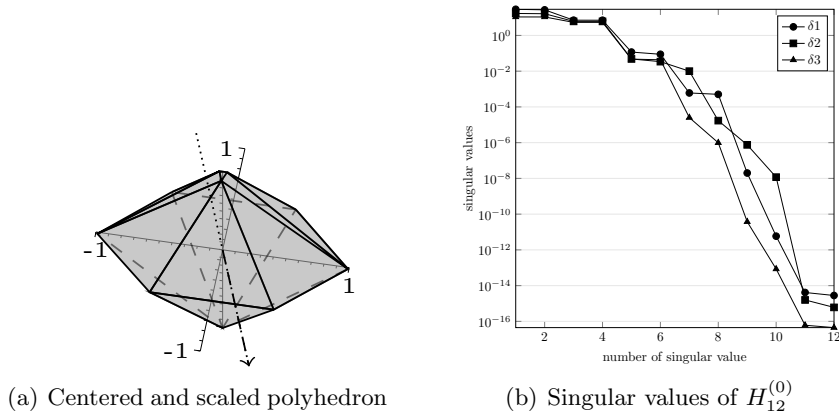 1
-1
1
-1
(a) Centered and scaled polyhedron
10^0
10^−2
10^−4
10^−6
10^−8
10^−10
10^−12
10^−14
10^−16
singular values
δ1
δ2
δ3
2 4 6 8 10 12
number of singular value
(b) Singular values of H_{12}^{(0)}